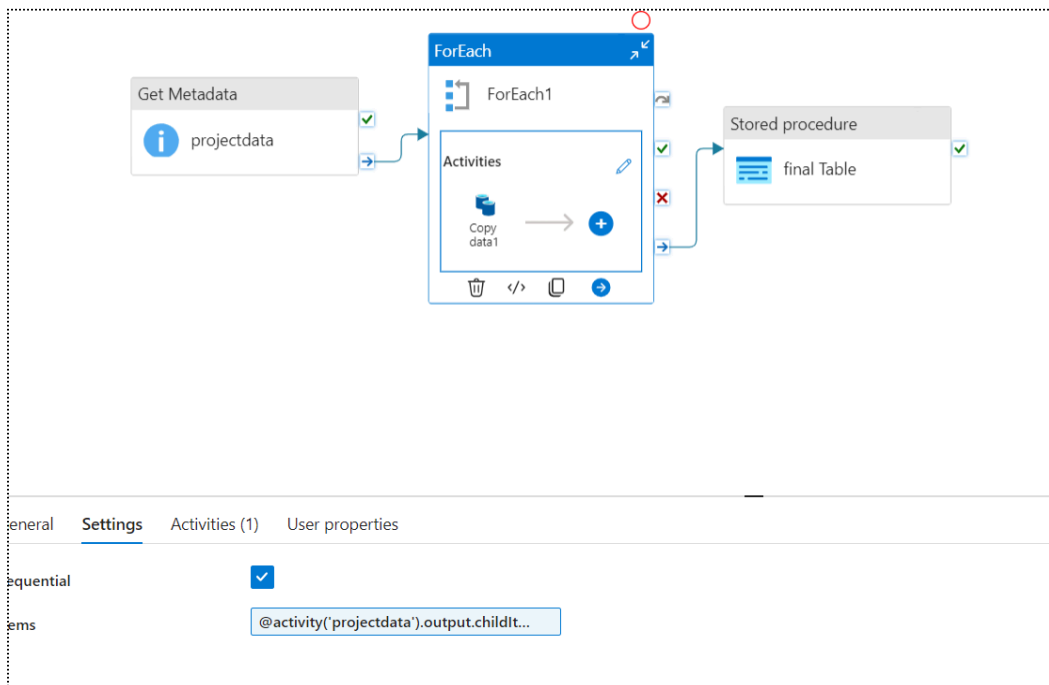 ForEach
Get Metadata
ForEach1
projectdata
Stored procedure
final Table
Activities
Copy
data1
eneral Settings Activities (1) User properties
equential
ems @activity('projectdata').output.childIt...